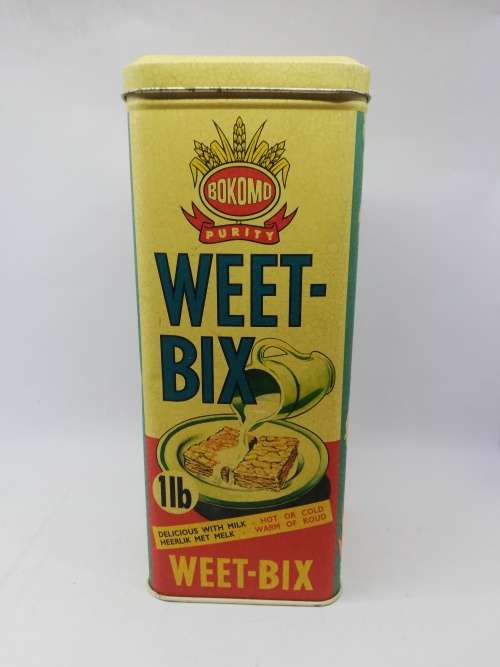 BOKOMO
PURITY
WEET-
BIX
1lb
DELICIOUS WITH MILK - HOT OR COLD
HEERLIK MET MELK - WARM OF KOUD
WEET-BIX